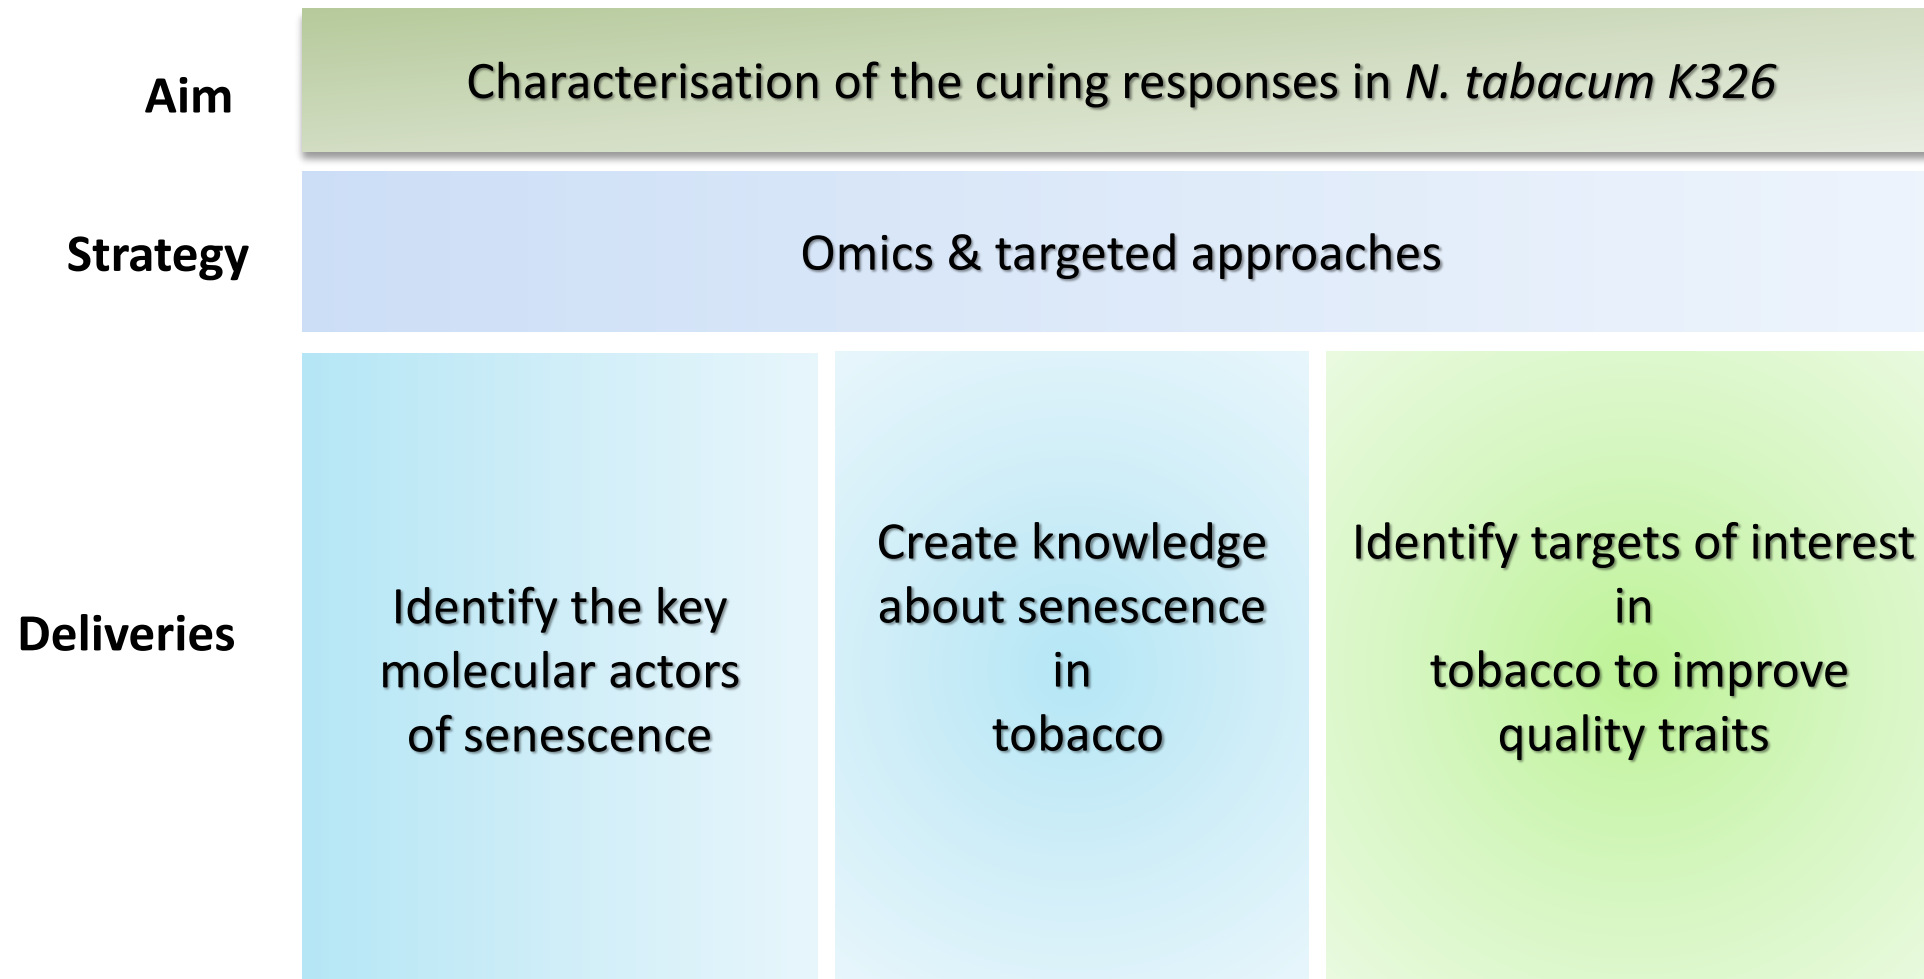 Aim
Characterisation of the curing responses in N. tabacum K326
Strategy
Omics & targeted approaches
Deliveries
Identify the key
molecular actors
of senescence
Create knowledge
about senescence
in
tobacco
Identify targets of interest
in
tobacco to improve
quality traits